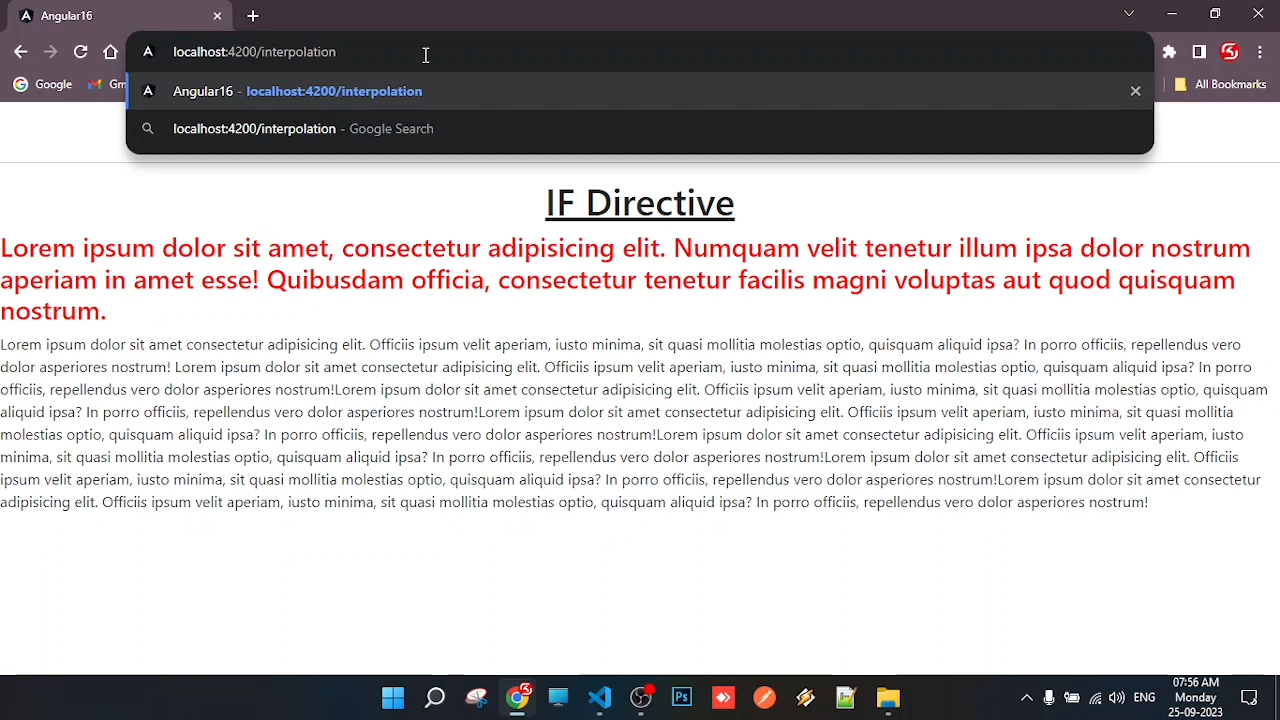 Angular16
localhost:4200/interpolation
Google
Gm
All Bookmarks
Angular16 - localhost:4200/interpolation
localhost:4200/interpolation - Google Search
IF Directive
Lorem ipsum dolor sit amet, consectetur adipisicing elit. Numquam velit tenetur illum ipsa dolor nostrum
aperiam in amet esse! Quibusdam officia, consectetur tenetur facilis magni voluptas aut quod quisquam
nostrum.
Lorem ipsum dolor sit amet consectetur adipisicing elit. Officiis ipsum velit aperiam, iusto minima, sit quasi mollitia molestias optio, quisquam aliquid ipsa? In porro officiis, repellendus vero
dolor asperiores nostrum! Lorem ipsum dolor sit amet consectetur adipisicing elit. Officiis ipsum velit aperiam, iusto minima, sit quasi mollitia molestias optio, quisquam aliquid ipsa? In porro
officiis, repellendus vero dolor asperiores nostrum!Lorem ipsum dolor sit amet consectetur adipisicing elit. Officiis ipsum velit aperiam, iusto minima, sit quasi mollitia molestias optio, quisquam
aliquid ipsa? In porro officiis, repellendus vero dolor asperiores nostrum!Lorem ipsum dolor sit amet consectetur adipisicing elit. Officiis ipsum velit aperiam, iusto minima, sit quasi mollitia
molestias optio, quisquam aliquid ipsa? In porro officiis, repellendus vero dolor asperiores nostrum!Lorem ipsum dolor sit amet consectetur adipisicing elit. Officiis ipsum velit aperiam, iusto
minima, sit quasi mollitia molestias optio, quisquam aliquid ipsa? In porro officiis, repellendus vero dolor asperiores nostrum!Lorem ipsum dolor sit amet consectetur adipisicing elit. Officiis
ipsum velit aperiam, iusto minima, sit quasi mollitia molestias optio, quisquam aliquid ipsa? In porro officiis, repellendus vero dolor asperiores nostrum!Lorem ipsum dolor sit amet consectetur
adipisicing elit. Officiis ipsum velit aperiam, iusto minima, sit quasi mollitia molestias optio, quisquam aliquid ipsa? In porro officiis, repellendus vero dolor asperiores nostrum!
Ps
ENG
07:56 AM
Monday
25-09-2023